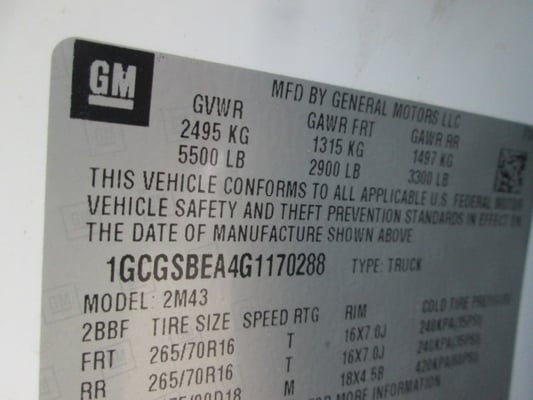 GM
MFD BY GENERAL MOTORS LLC
GVWR GAWR FRT GAWR RR
2495 KG 1315 KG 1497 KG
5500 LB 2900 LB 3300 LB
THIS VEHICLE CONFORMS TO ALL APPLICABLE U.S. FEDERAL MOTOR
VEHICLE SAFETY AND THEFT PREVENTION STANDARDS IN EFFECT ON
THE DATE OF MANUFACTURE SHOWN ABOVE
1GCGSBEA4G1170288 TYPE: TRUCK
MODEL: 2M43
2BBF TIRE SIZE SPEED RTG RIM COLD TIRE PRESSURE
FRT 265/70R16 T 16X7.0J 240KPA(35PSI)
RR 265/70R16 T 16X7.0J 240KPA(35PSI)
M 18X4.5B 420KPA(60PSI)
MORE INFORMATION